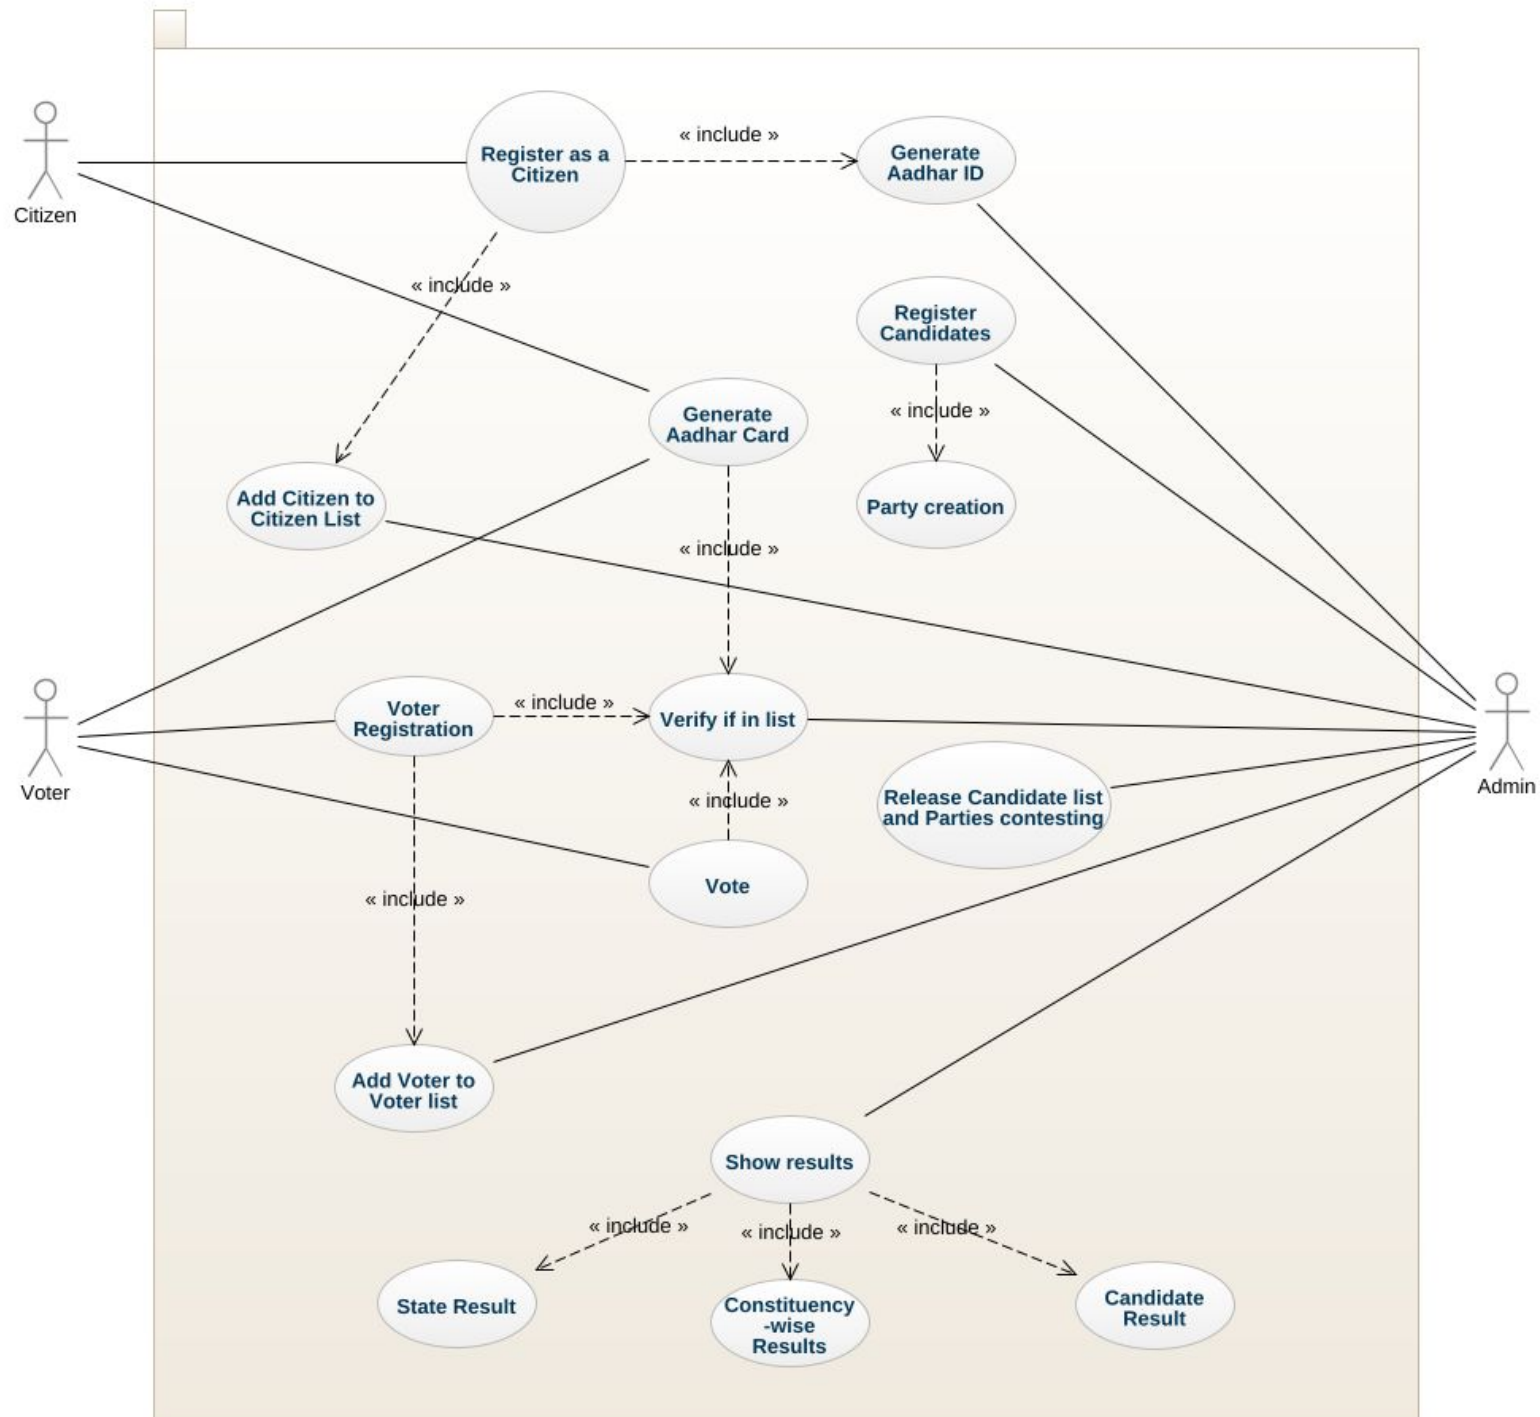 « include »
Register as a
Citizen
Generate
Aadhar ID
Citizen
« include »
Register
Candidates
« include »
Generate
Aadhar Card
Add Citizen to
Citizen List
Party creation
« include »
Voter
Registration
« include »
Verify if in list
Voter
Admin
« include »
Release Candidate list
and Parties contesting
Vote
« include »
Add Voter to
Voter list
Show results
« include »
« include »
« include »
State Result
Constituency
-wise
Results
Candidate
Result